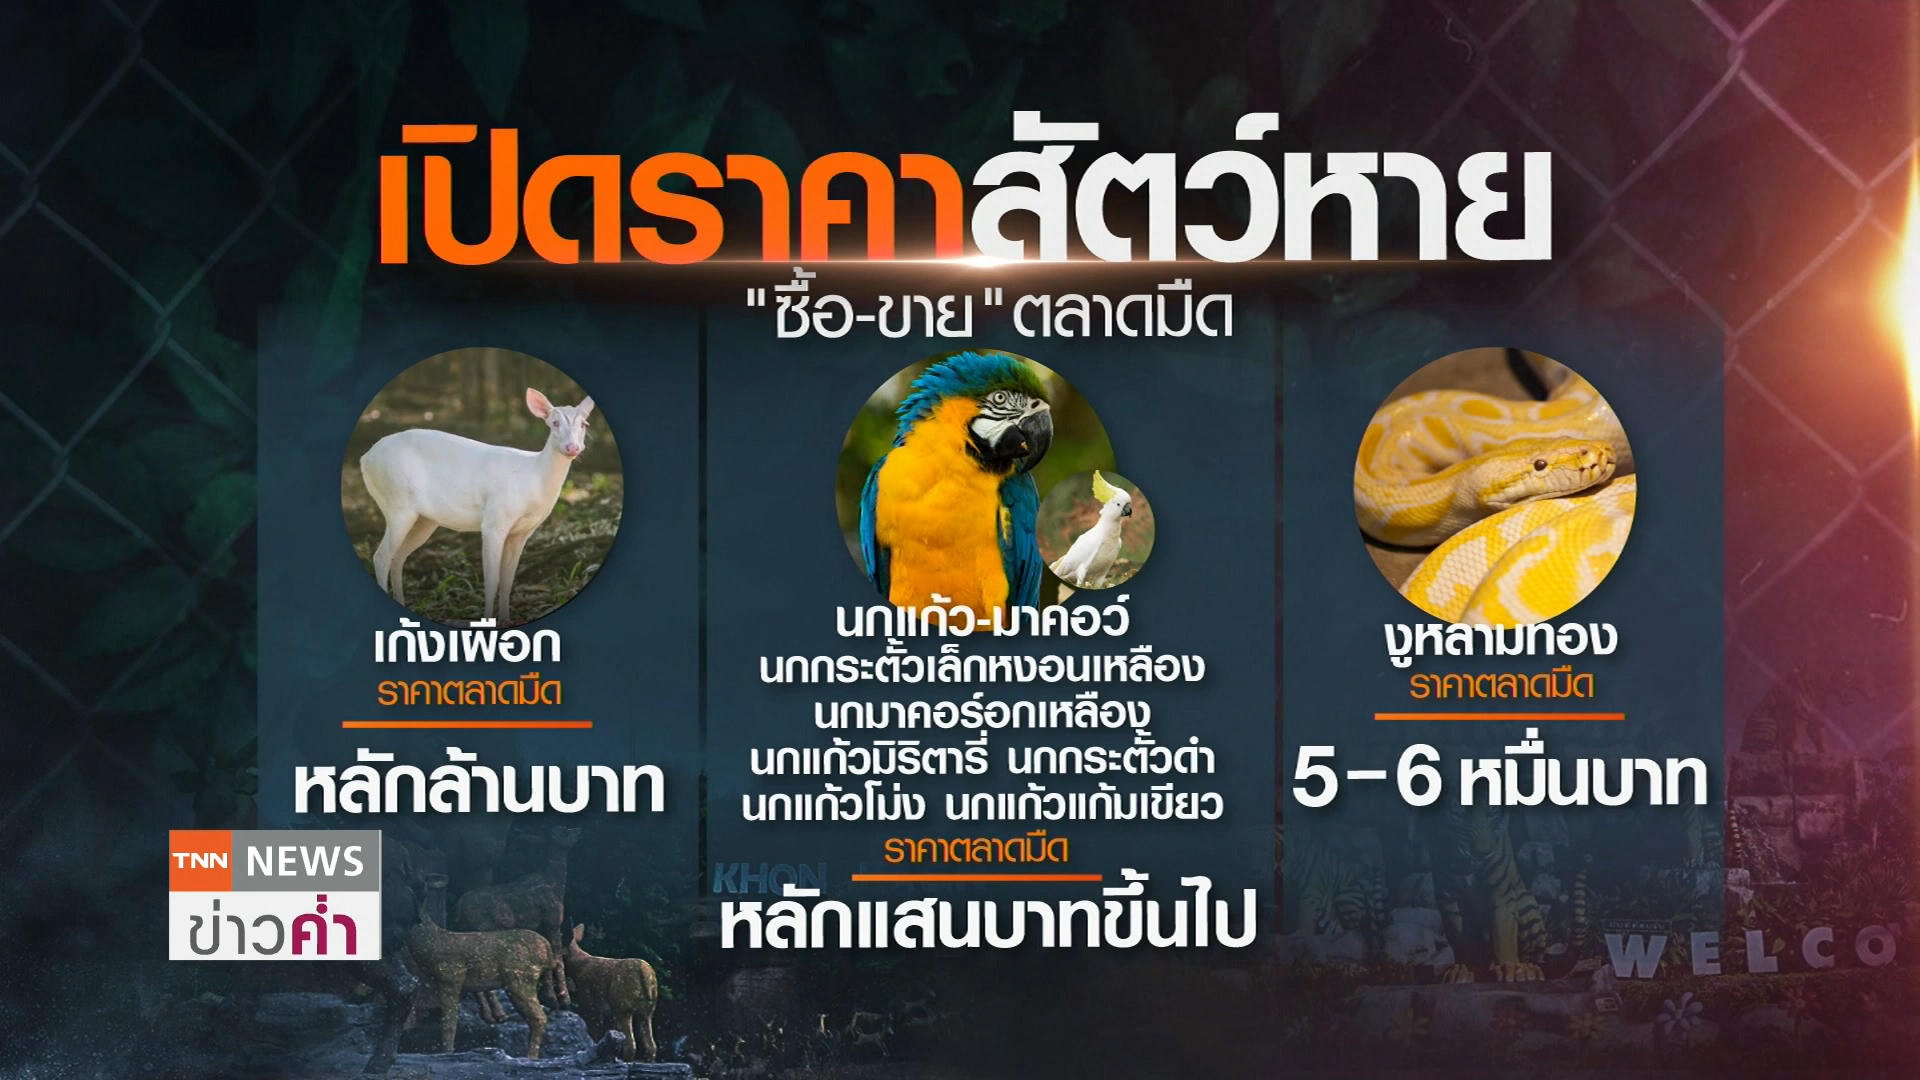 เปิดราคาสัตว์หาย
"ซื้อ-ขาย"ตลาดมืด
เก้งเผือก
ราคาตลาดมืด
หลักล้านบาท
นกแก้ว-มาคอว์
นกกระตั้วเล็กหงอนเหลือง
นกมาคอร์อกเหลือง
นกแก้วมิริตารี่ นกกระตั้วดำ
นกแก้วโม่ง นกแก้วแก้มเขียว
ราคาตลาดมืด
หลักแสนบาทขึ้นไป
งูหลามทอง
ราคาตลาดมืด
5-6 หมื่นบาท
TNN NEWS
ข่าวค่ำ
KHON
WELCO